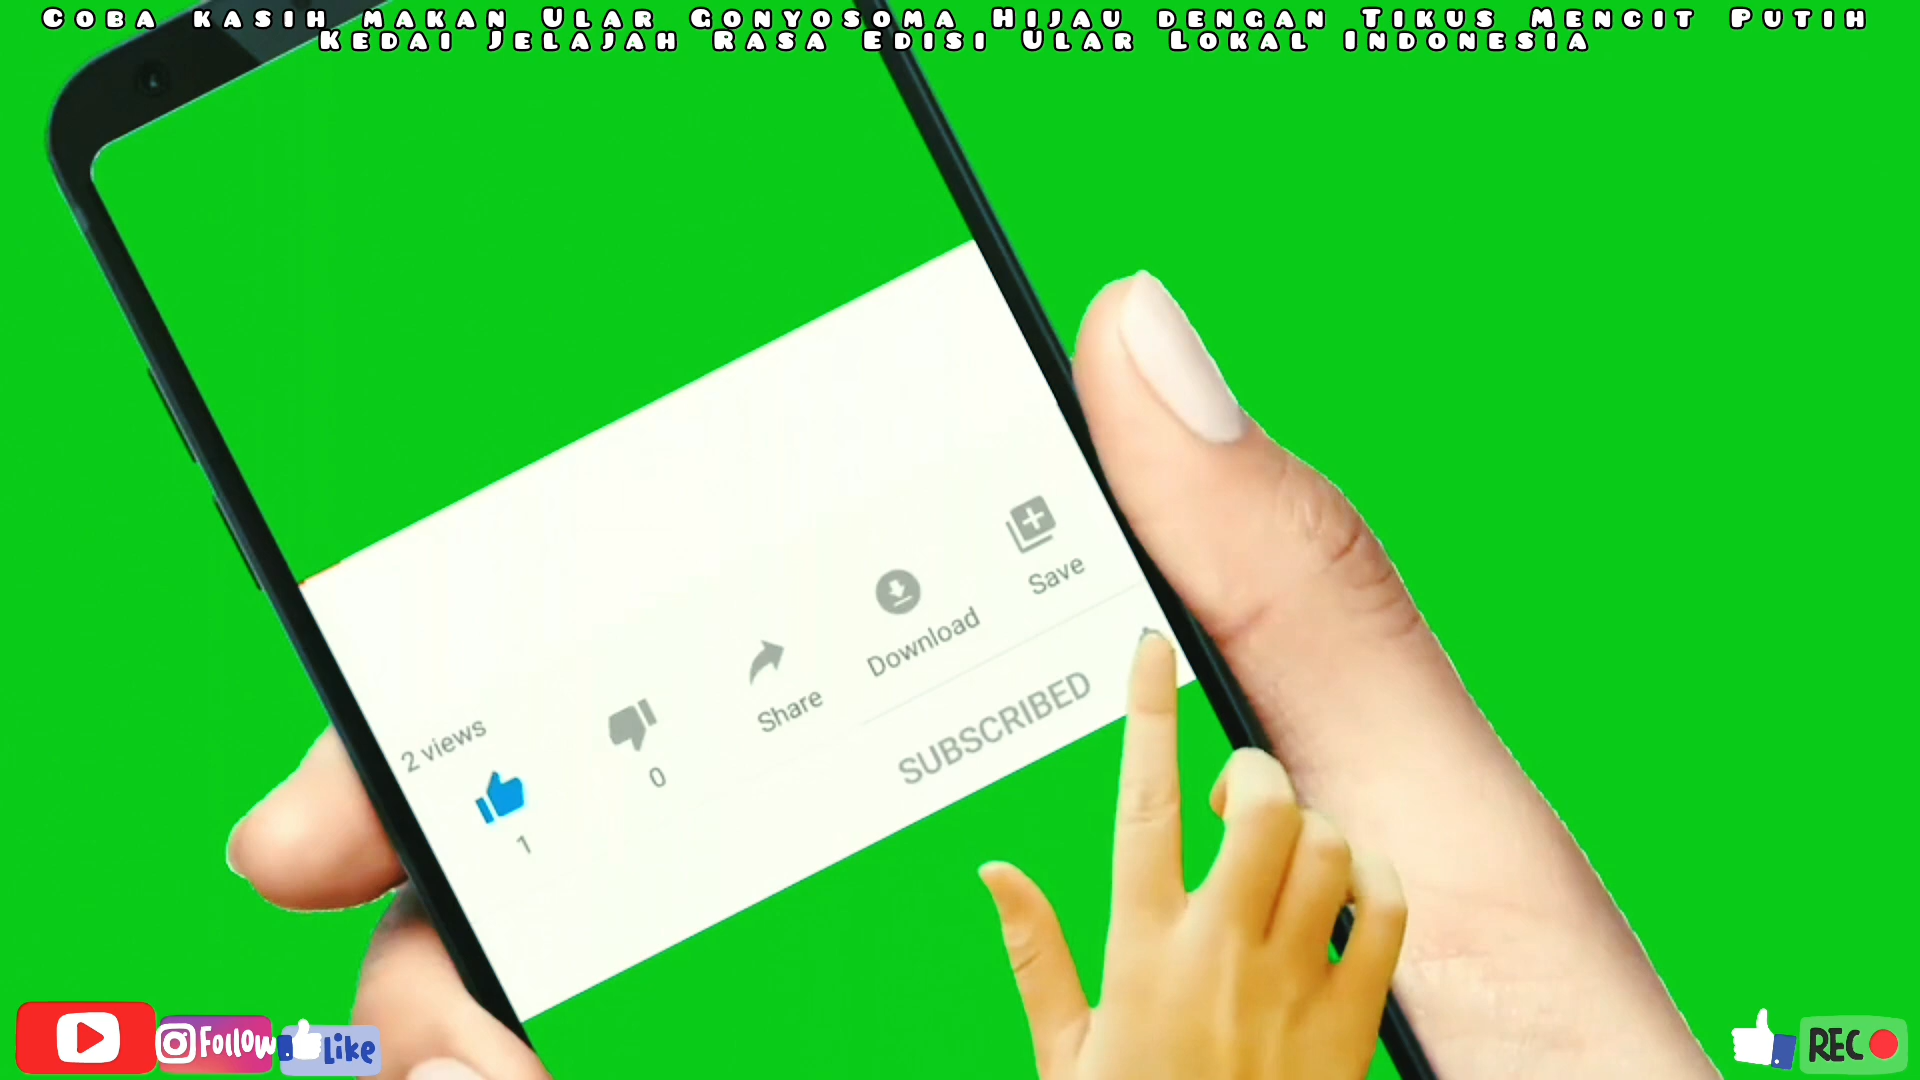 Coba kasih makan Ular Gonyosoma Hijau dengan Tikus Mencit Putih
Kedai Jelajah Rasa Edisi Ular Lokal Indonesia
2 views
1
0
Share
Download
Save
SUBSCRIBED
Follow
Like
REC